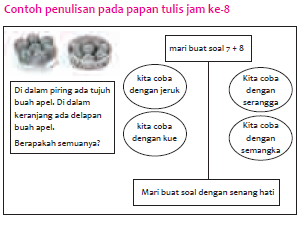 Contoh penulisan pada papan tulis jam ke-8
mari buat soal 7 + 8
Di dalam piring ada tujuh
buah apel. Di dalam
keranjang ada delapan
buah apel.
Berapakah semuanya?
kita coba
dengan jeruk
Kita coba
dengan
serangga
kita coba
dengan kue
Kita coba
dengan
semangka
Mari buat soal dengan senang hati